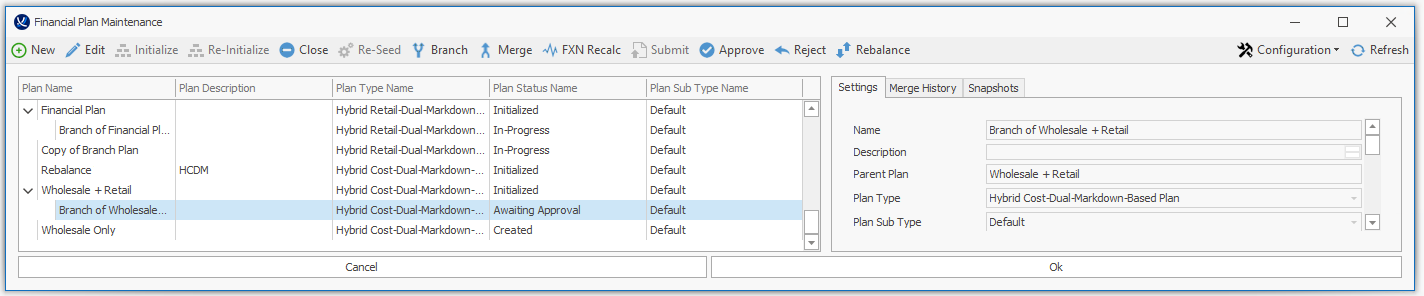 Financial Plan Maintenance
New Edit Initialize Re-Initialize Close Re-Seed Branch Merge FXN Recalc Submit Approve Reject Rebalance Configuration Refresh
Plan Name Plan Description Plan Type Name Plan Status Name Plan Sub Type Name
Financial Plan Hybrid Retail-Dual-Markdown... Initialized Default
Branch of Financial Pl... Hybrid Retail-Dual-Markdown... In-Progress Default
Copy of Branch Plan Hybrid Retail-Dual-Markdown... In-Progress Default
Rebalance HCDM Hybrid Cost-Dual-Markdown-... Initialized Default
Wholesale + Retail Hybrid Cost-Dual-Markdown-... Initialized Default
Branch of Wholesale... Hybrid Cost-Dual-Markdown-... Awaiting Approval Default
Wholesale Only Hybrid Cost-Dual-Markdown-... Created Default
Settings Merge History Snapshots
Name Branch of Wholesale + Retail
Description
Parent Plan Wholesale + Retail
Plan Type Hybrid Cost-Dual-Markdown-Based Plan
Plan Sub Type Default
Cancel Ok